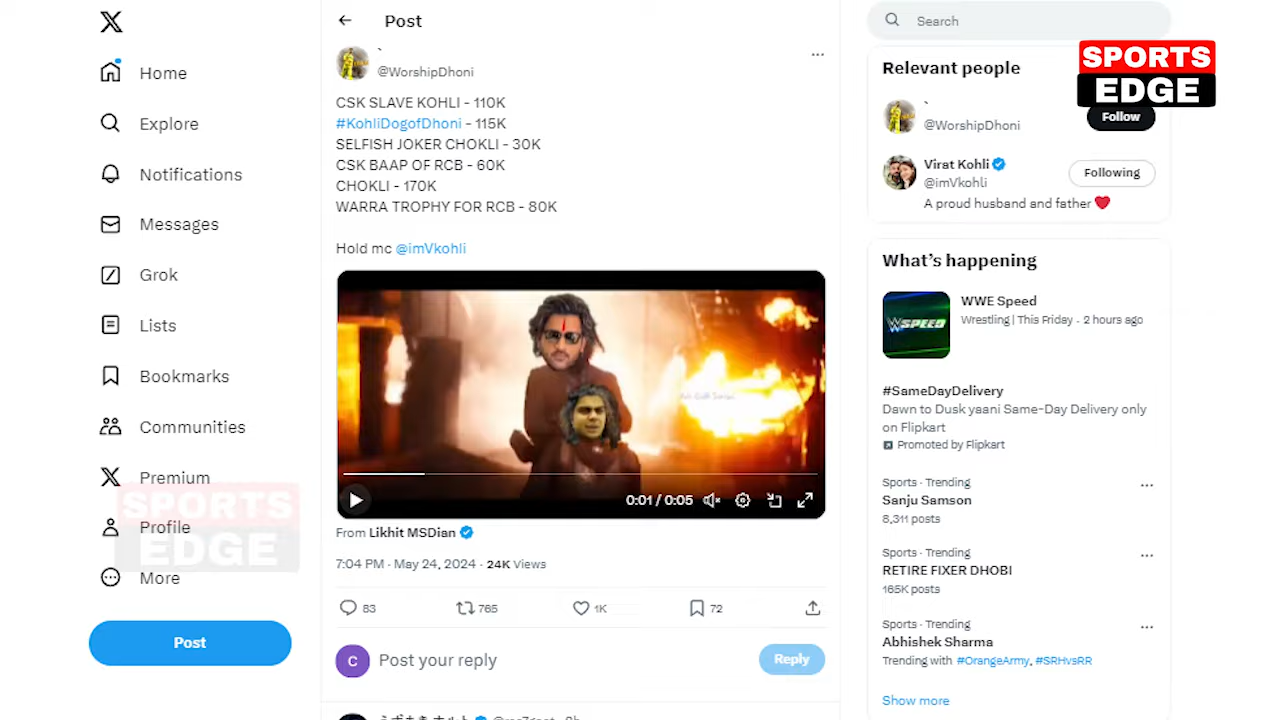 Home
Explore
Notifications
Messages
Grok
Lists
Bookmarks
Communities
Premium
SPORTS
EDGE
Profile
More
Post
Post
`
@WorshipDhoni
CSK SLAVE KOHLI - 110K
#KohliDogofDhoni - 115K
SELFISH JOKER CHOKLI - 30K
CSK BAAP OF RCB - 60K
CHOKLI - 170K
WARRA TROPHY FOR RCB - 80K
Hold mc @imVkohli
0:01 / 0:05
From Likhit MSDian
7:04 PM · May 24, 2024 · 24K Views
83
765
1K
72
C
Post your reply
Reply
Search
SPORTS
EDGE
Relevant people
`
@WorshipDhoni
Follow
Virat Kohli
@imVkohli
Following
A proud husband and father ❤️
What's happening
WWE Speed
Wrestling | This Friday · 2 hours ago
SPEED
#SameDayDelivery
Dawn to Dusk yaani Same-Day Delivery only
on Flipkart
Promoted by Flipkart
Sports · Trending
Sanju Samson
8,311 posts
Sports · Trending
RETIRE FIXER DHOBI
165K posts
Sports · Trending
Abhishek Sharma
Trending with #OrangeArmy, #SRHvsRR
Show more